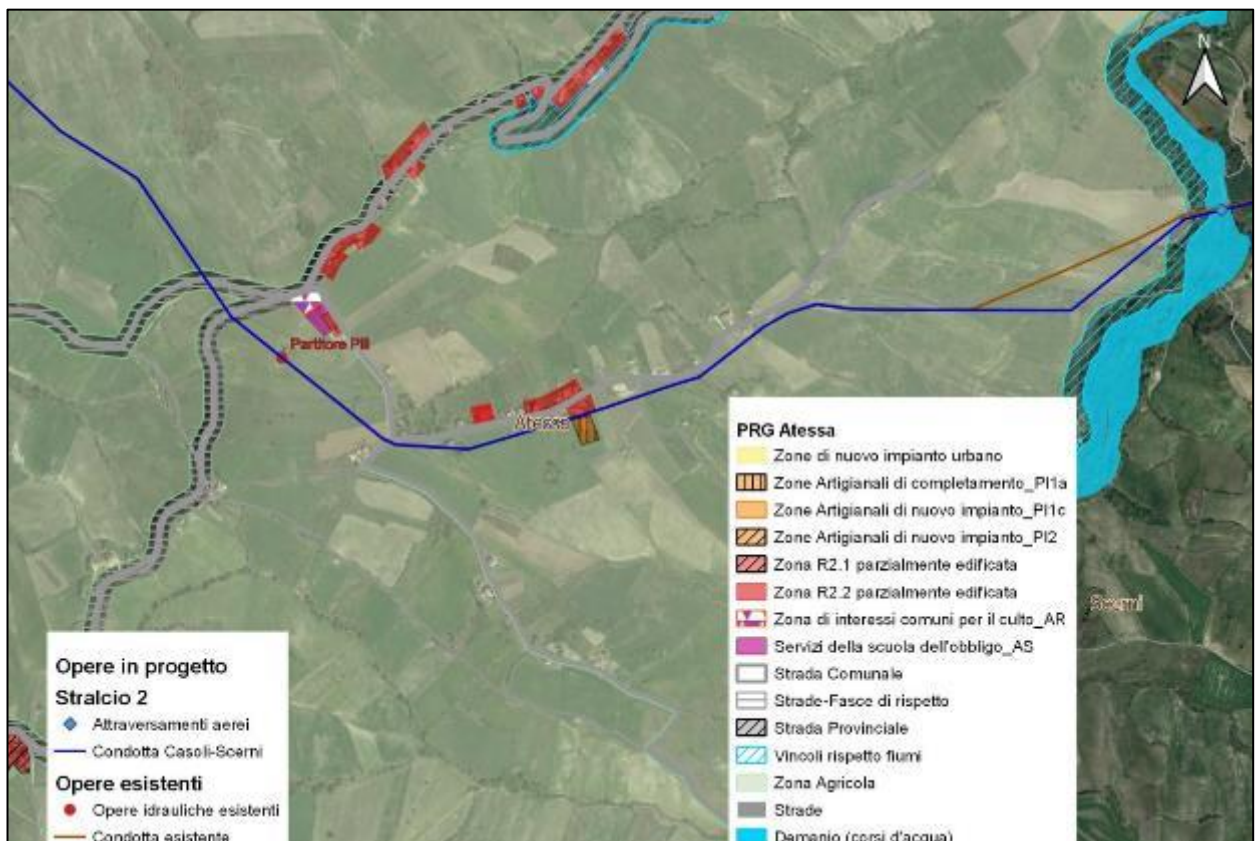 N
Partitore PIII
Atessa
Scerni
PRG Atessa
Zone di nuovo impianto urbano
Zone Artigianali di completamento_PI1a
Zone Artigianali di nuovo impianto_PI1c
Zone Artigianali di nuovo impianto_PI2
Zona R2.1 parzialmente edificata
Zona R2.2 parzialmente edificata
Zona di interessi comuni per il culto_AR
Servizi della scuola dell'obbligo_AS
Strada Comunale
Strade-Fasce di rispetto
Strada Provinciale
Vincoli rispetto fiumi
Zona Agricola
Strade
Demanio (corsi d'acqua)
Opere in progetto
Stralcio 2
Attraversamenti aerei
Condotta Casoli-Scerni
Opere esistenti
Opere idrauliche esistenti
Condotta esistente